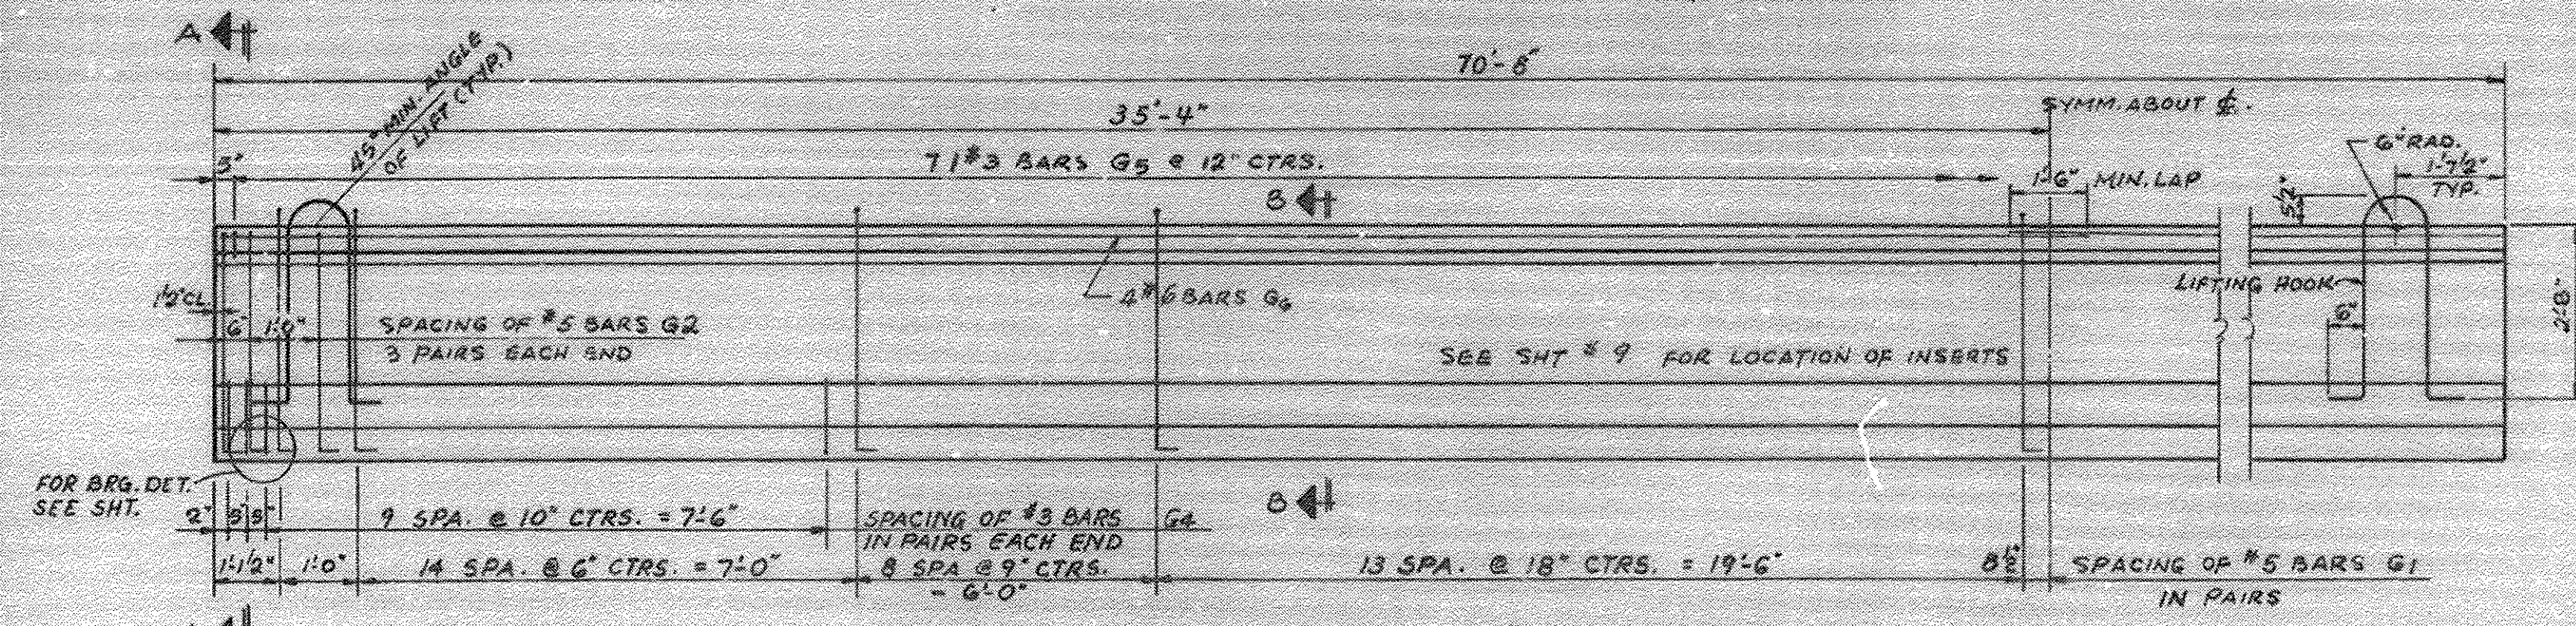 A
45° MIN. ANGLE
OF LIFT (TYP.)
70'-8"
35'-4"
SYMM. ABOUT ℄.
5"
71 #3 BARS G5 @ 12" CTRS.
B
1'-6" MIN. LAP
6" RAD.
1'-7½"
TYP.
5½"
4 #6 BARS G6
LIFTING HOOK
6"
2'-8"
1½" CL.
6" 1'-0"
SPACING OF #5 BARS G2
3 PAIRS EACH END
SEE SHT # 9 FOR LOCATION OF INSERTS
FOR BRG. DET.
SEE SHT.
2" 3" 3"
9 SPA. @ 10" CTRS. = 7'-6"
SPACING OF #3 BARS G4
IN PAIRS EACH END
B
1'-1½" 1'-0"
14 SPA. @ 6" CTRS. = 7'-0"
8 SPA @ 9" CTRS.
= 6'-0"
13 SPA. @ 18" CTRS. = 19'-6"
8½"
SPACING OF #5 BARS G1
IN PAIRS